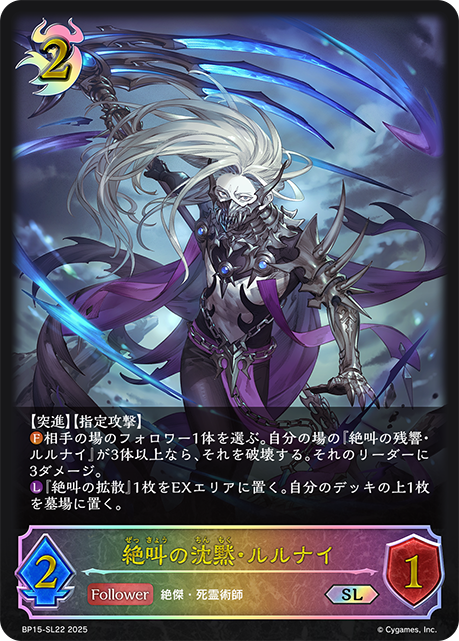 2
【突進】【指定攻撃】
F相手の場のフォロワー1体を選ぶ。自分の場の『絶叫の残響・
ルルナイ』が3体以上なら、それを破壊する。それのリーダーに
3ダメージ。
L『絶叫の拡散』1枚をEXエリアに置く。自分のデッキの上1枚
を墓場に置く。
ぜっきょう ちんもく
絶叫の沈黙・ルルナイ
2
Follower 絶傑・死霊術師
SL
1
BP15-SL22 2025
© Cygames, Inc.